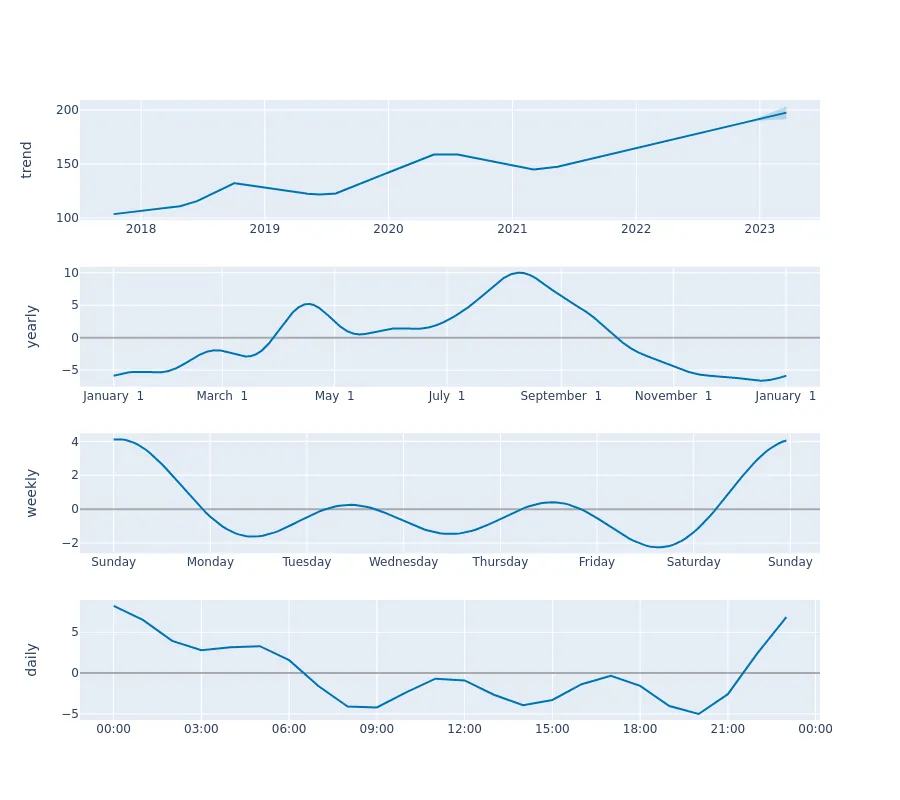 trend
200
150
100
2018 2019 2020 2021 2022 2023
yearly
10
5
0
−5
January 1 March 1 May 1 July 1 September 1 November 1 January 1
weekly
4
2
0
−2
Sunday Monday Tuesday Wednesday Thursday Friday Saturday Sunday
daily
5
0
−5
00:00 03:00 06:00 09:00 12:00 15:00 18:00 21:00 00:00